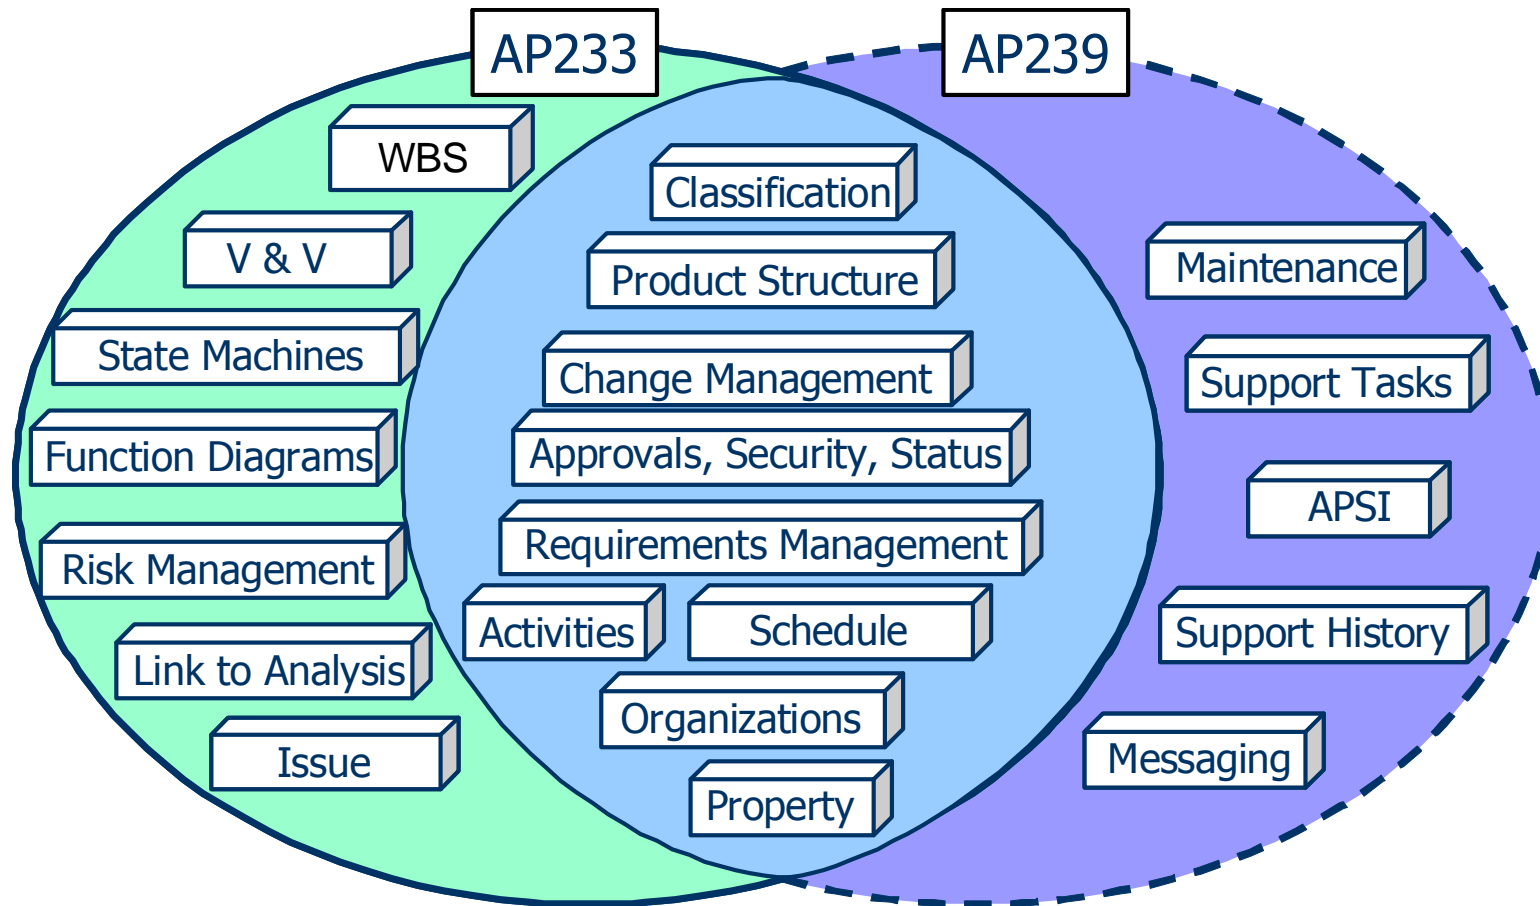 AP233
AP239
WBS
V & V
State Machines
Function Diagrams
Risk Management
Link to Analysis
Issue
Classification
Product Structure
Change Management
Approvals, Security, Status
Requirements Management
Activities
Schedule
Organizations
Property
Maintenance
Support Tasks
APSI
Support History
Messaging